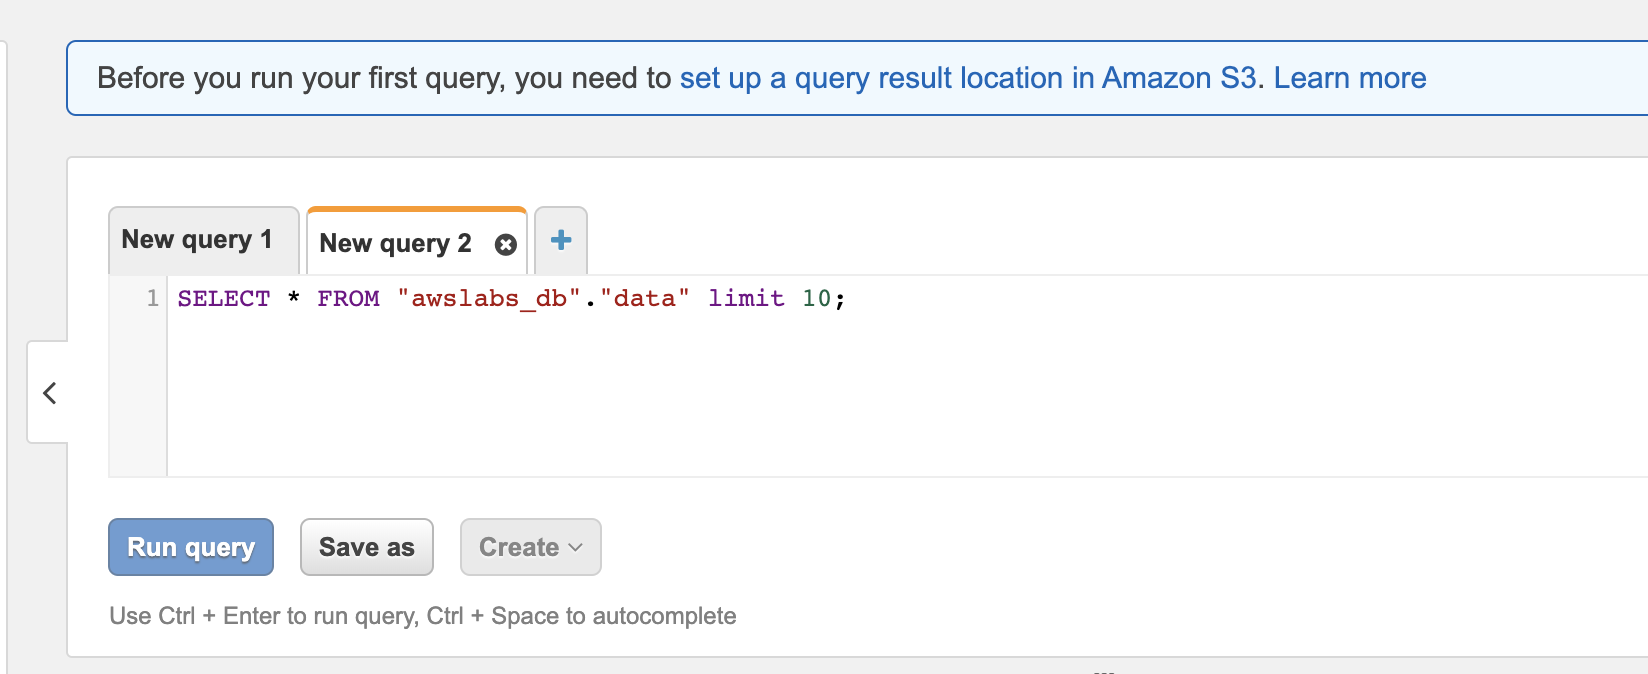 Before you run your first query, you need to set up a query result location in Amazon S3. Learn more
New query 1
New query 2
1 SELECT * FROM "awslabs_db"."data" limit 10;
Run query
Save as
Create
Use Ctrl + Enter to run query, Ctrl + Space to autocomplete